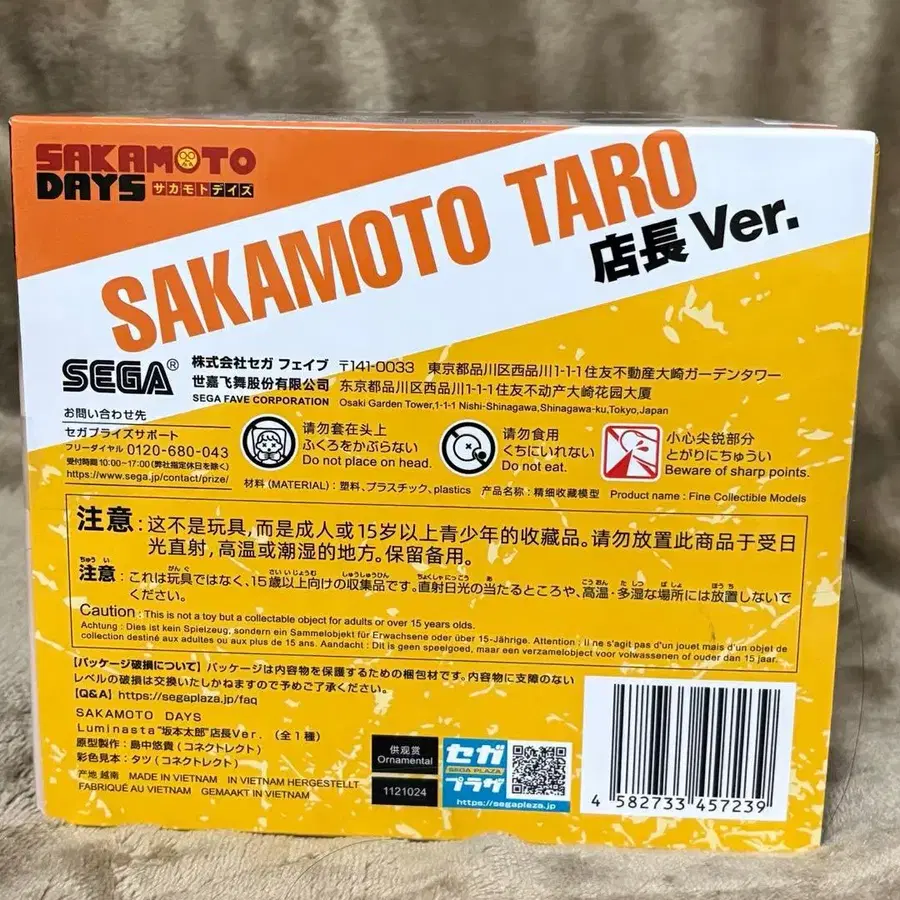 SAKAMOTO
DAYS サカモトデイズ
SAKAMOTO TARO
店長 Ver.
SEGA®
株式会社セガ フェイブ 〒141-0033 東京都品川区西品川1-1-1住友不動産大崎ガーデンタワー
世嘉飞舞股份有限公司 东京都品川区西品川1-1-1住友不动产大崎花园大厦
SEGA FAVE CORPORATION Osaki Garden Tower,1-1-1 Nishi-Shinagawa,Shinagawa-ku,Tokyo,Japan
お問い合わせ先
セガプライズサポート
フリーダイヤル 0120-680-043
受付時間 10:00~17:00(弊社指定休日を除く)
https://www.sega.jp/contact/prize/
请勿套在头上
ふくろをかぶらない
Do not place on head.
请勿食用
くちにいれない
Do not eat.
小心尖锐部分
とがりにちゅうい
Beware of sharp points.
材料 (MATERIAL) : 塑料、プラスチック、plastics 产品名称 : 精细收藏模型 Product name : Fine Collectible Models
注意 : 这不是玩具,而是成人或15岁以上青少年的收藏品。请勿放置此商品于受日
光直射,高温或潮湿的地方。保留备用。
注意 : これは玩具ではなく、15歳以上向けの収集品です。直射日光の当たるところや、高温・多湿な場所には放置しないで
ください。
Caution : This is not a toy but a collectable object for adults or over 15 years old.
Achtung : Dies ist kein Spielzeug, sondern ein Sammelobjekt für Erwachsene oder über 15-Jährige. Attention : Il ne s'agit pas d'un jouet mais d'un objet de
collection destiné aux adultes ou aux plus de 15 ans. Aandacht : Dit is geen speelgoed, maar een verzamelobject voor volwassenen of ouder dan 15 jaar.
【パッケージ破損について】パッケージは内容物を保護するための梱包材です。内容物に支障のない
レベルの破損は交換いたしかねますので予めご了承ください。
【Q&A】https://segaplaza.jp/faq
SAKAMOTO DAYS
Luminasta"坂本太郎"店長Ver. (全1種)
原型製作 : 島中悠貴(コネクトレクト)
彩色見本 : タツ(コネクトレクト)
产地 越南 MADE IN VIETNAM IN VIETNAM HERGESTELLT
FABRIQUÉ AU VIETNAM GEMAAKT IN VIETNAM
供观赏
Ornamental
1121024
セガ
SEGA PLAZA
プラザ
https://segaplaza.jp
4 582733 457239